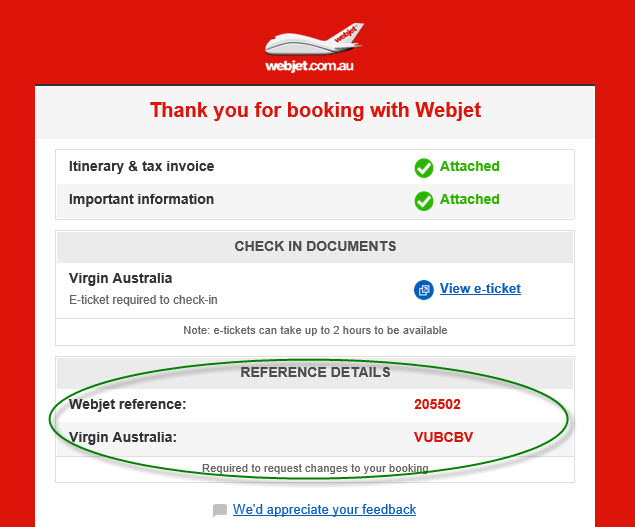 webjet
webjet.com.au
Thank you for booking with Webjet
Itinerary & tax invoice Attached
Important information Attached
CHECK IN DOCUMENTS
Virgin Australia
E-ticket required to check-in View e-ticket
Note: e-tickets can take up to 2 hours to be available
REFERENCE DETAILS
Webjet reference: 205502
Virgin Australia: VUBCBV
Required to request changes to your booking.
We'd appreciate your feedback